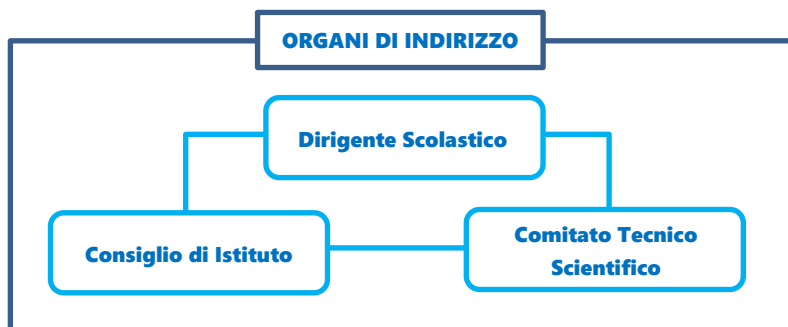 ORGANI DI INDIRIZZO
Dirigente Scolastico
Consiglio di Istituto
Comitato Tecnico
Scientifico